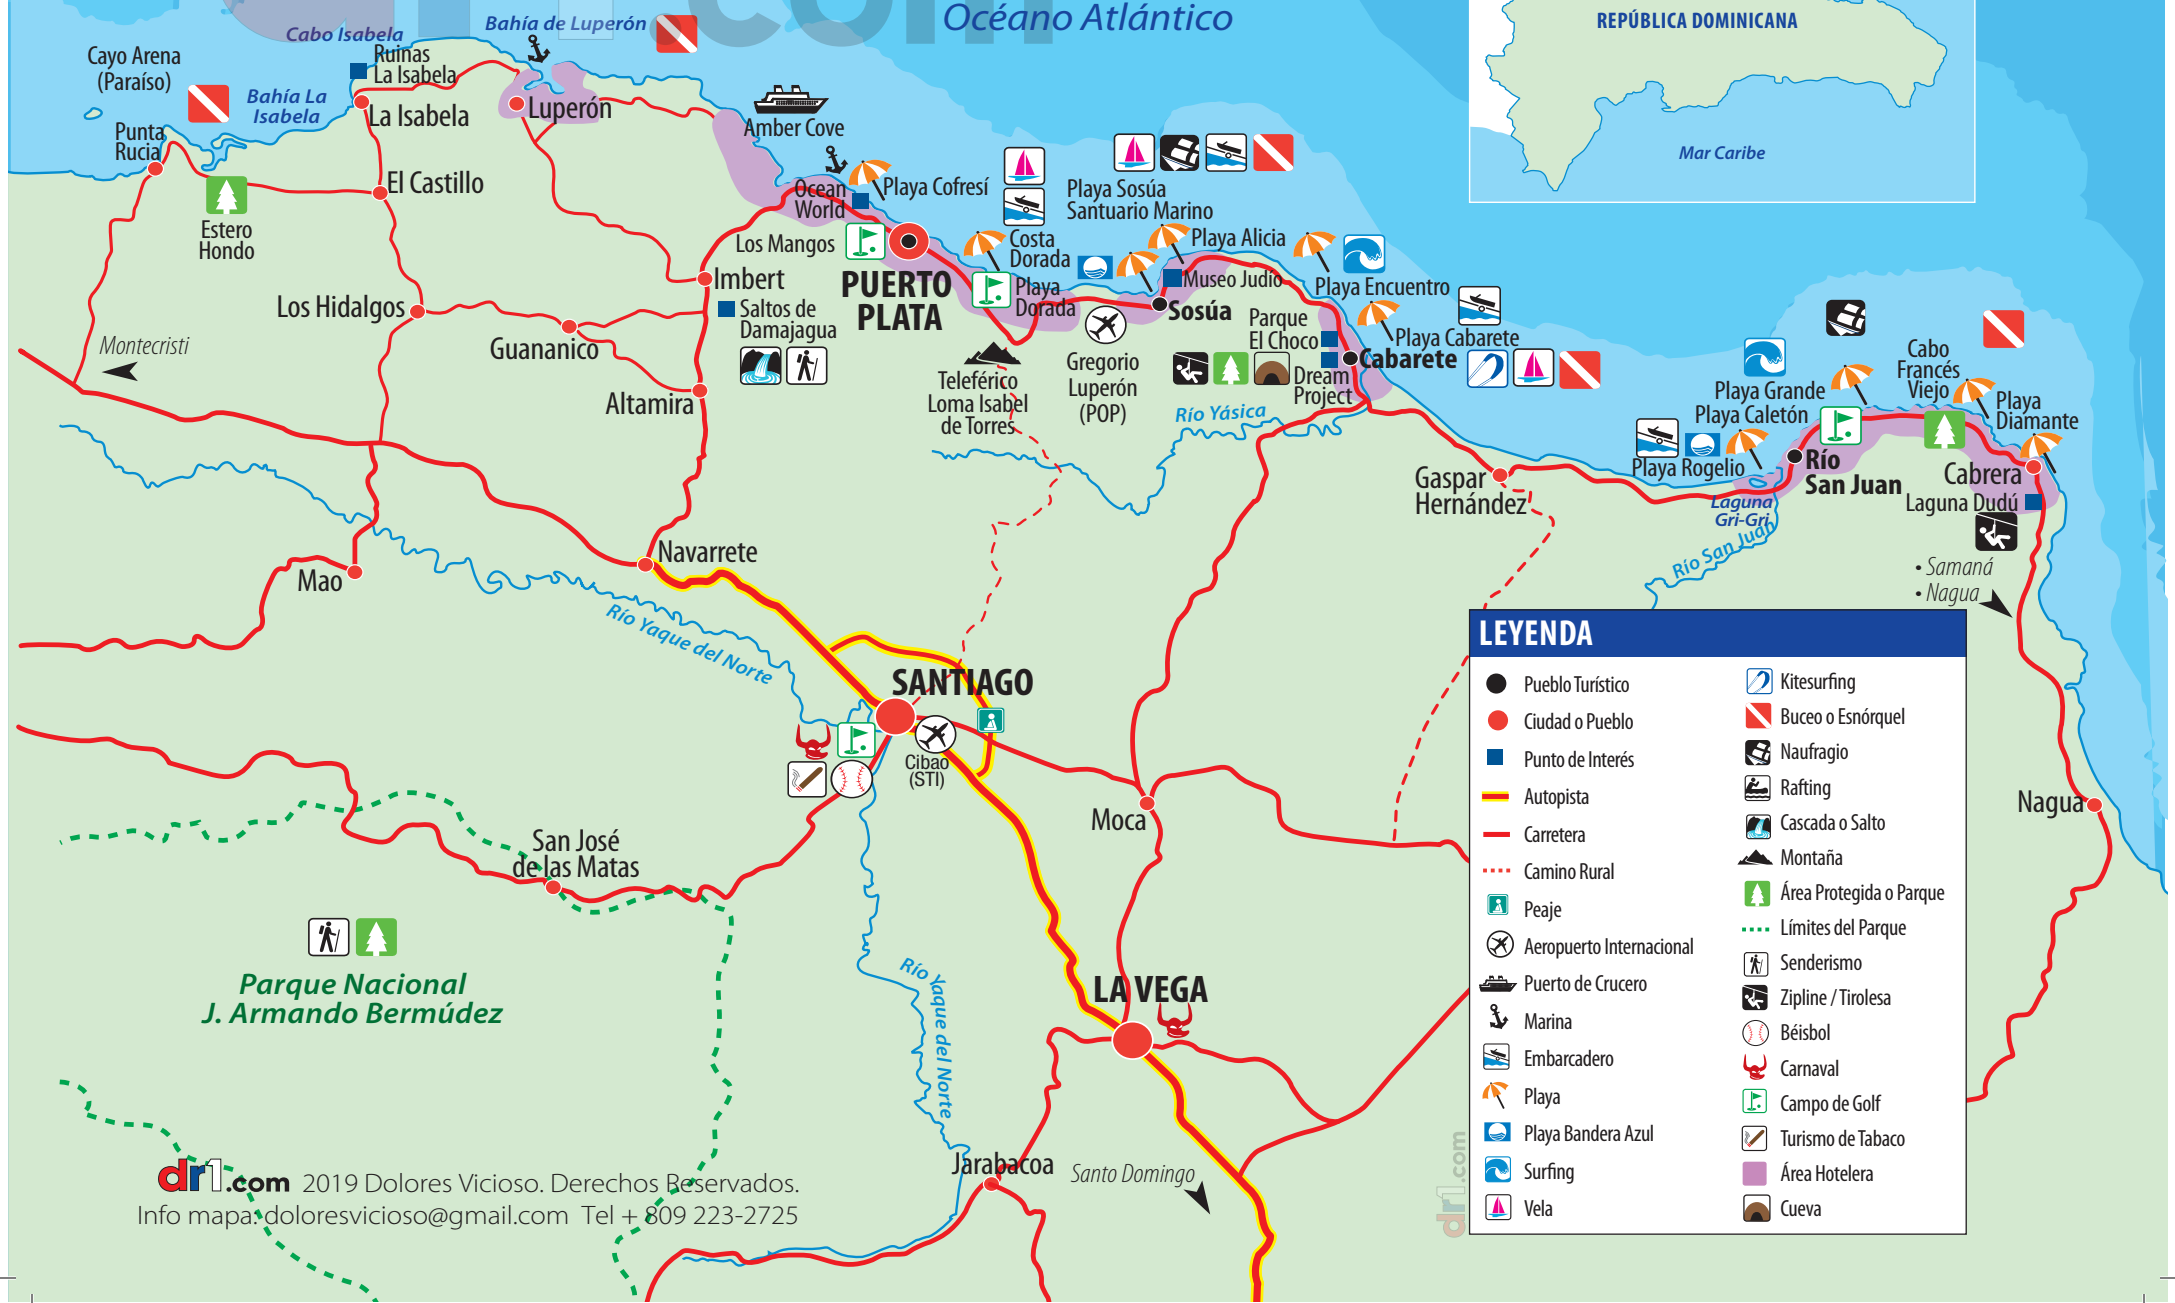 Océano Atlántico
REPÚBLICA DOMINICANA
Mar Caribe
Cabo Isabela
Bahía de Luperón
Cayo Arena
(Paraíso)
Ruinas
La Isabela
Bahía La
Isabela
La Isabela
Luperón
Punta
Rucia
Amber Cove
El Castillo
Estero
Hondo
Ocean
World
Playa Cofresí
Playa Sosúa
Santuario Marino
Los Mangos
Costa
Dorada
Playa Alicia
PUERTO
PLATA
Imbert
Playa
Dorada
Museo Judío
Playa Encuentro
Los Hidalgos
Saltos de
Damajagua
Sosúa
Parque
El Choco
Playa Cabarete
Guananico
Montecristi
Gregorio
Luperón
(POP)
Cabarete
Dream
Project
Teleférico
Loma Isabel
de Torres
Altamira
Río Yásica
Cabo
Francés
Viejo
Playa Grande
Playa Caletón
Playa
Diamante
Playa Rogelio
Río
San Juan
Cabrera
Gaspar
Hernández
Laguna
Gri-Gri
Laguna Dudú
Río San Juan
• Samaná
• Nagua
Navarrete
Mao
Río Yaque del Norte
SANTIAGO
Cibao
(STI)
Moca
Nagua
San José
de las Matas
Parque Nacional
J. Armando Bermúdez
Río Yaque del Norte
LA VEGA
Jarabacoa
Santo Domingo
LEYENDA
Pueblo Turístico
Ciudad o Pueblo
Punto de Interés
Autopista
Carretera
Camino Rural
Peaje
Aeropuerto Internacional
Puerto de Crucero
Marina
Embarcadero
Playa
Playa Bandera Azul
Surfing
Vela
Kitesurfing
Buceo o Esnórquel
Naufragio
Rafting
Cascada o Salto
Montaña
Área Protegida o Parque
Límites del Parque
Senderismo
Zipline / Tirolesa
Béisbol
Carnaval
Campo de Golf
Turismo de Tabaco
Área Hotelera
Cueva
dr1.com
dr1.com 2019 Dolores Vicioso. Derechos Reservados.
Info mapa: doloresvicioso@gmail.com Tel + 809 223-2725